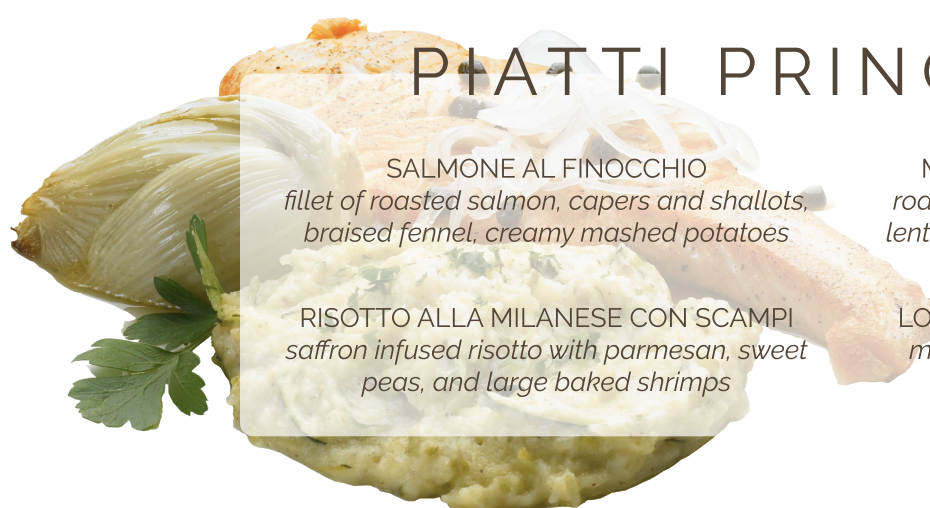 PIATTI
SALMONE AL FINOCCHIO
fillet of roasted salmon, capers and shallots,
braised fennel, creamy mashed potatoes
RISOTTO ALLA MILANESE CON SCAMPI
saffron infused risotto with parmesan, sweet
peas, and large baked shrimps